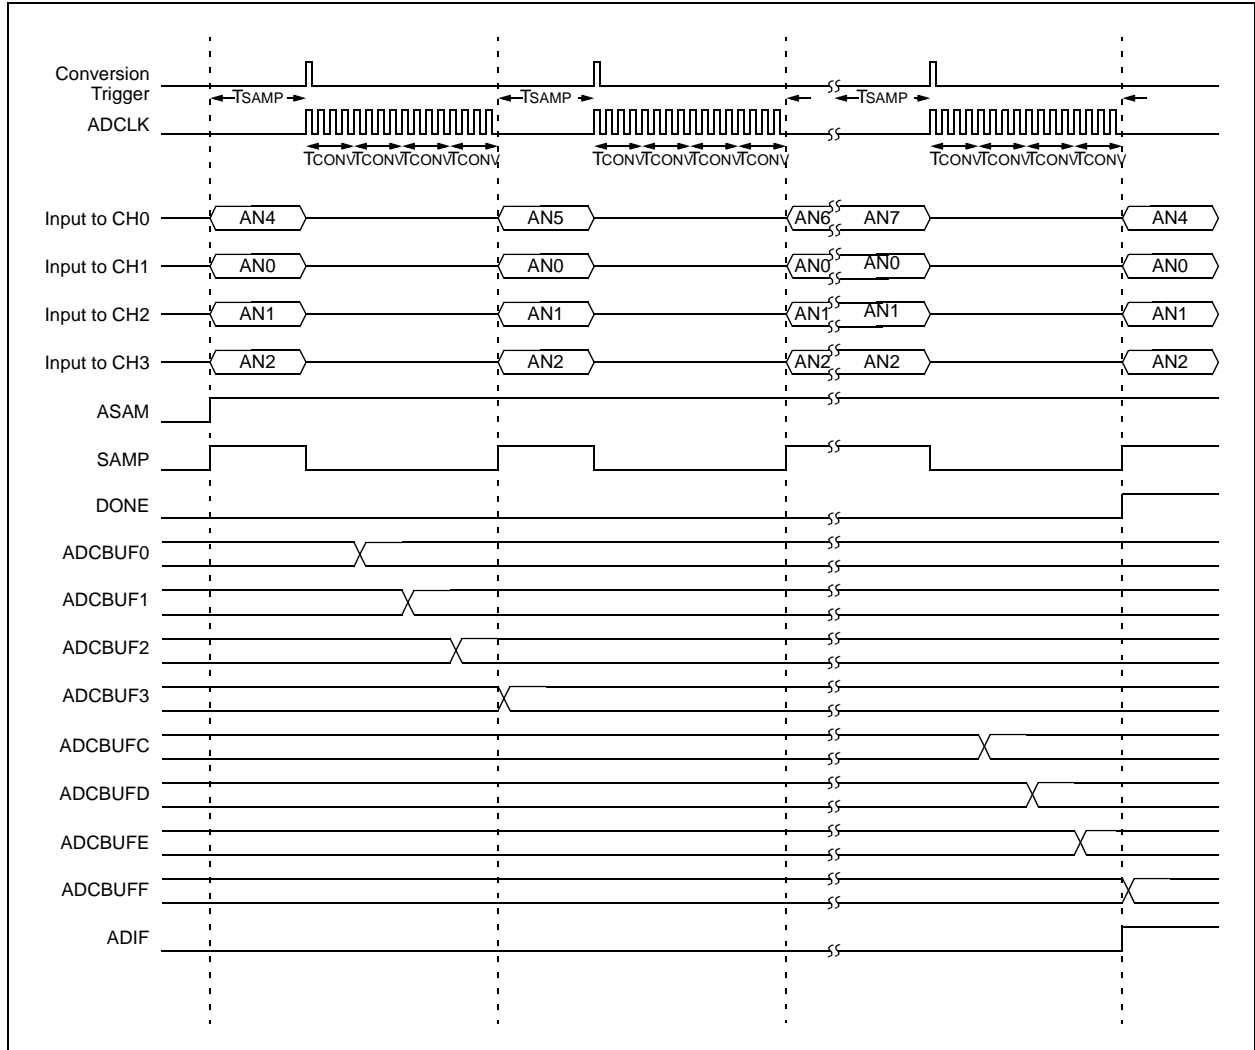 Conversion
Trigger
TSAMP TSAMP TSAMP
ADCLK
TCONV TCONV TCONV TCONV TCONV TCONV TCONV TCONV TCONV TCONV TCONV TCONV
Input to CH0 AN4 AN5 AN6 AN7 AN4
Input to CH1 AN0 AN0 AN0 AN0 AN0
Input to CH2 AN1 AN1 AN1 AN1 AN1
Input to CH3 AN2 AN2 AN2 AN2 AN2
ASAM
SAMP
DONE
ADCBUF0
ADCBUF1
ADCBUF2
ADCBUF3
ADCBUFC
ADCBUFD
ADCBUFE
ADCBUFF
ADIF